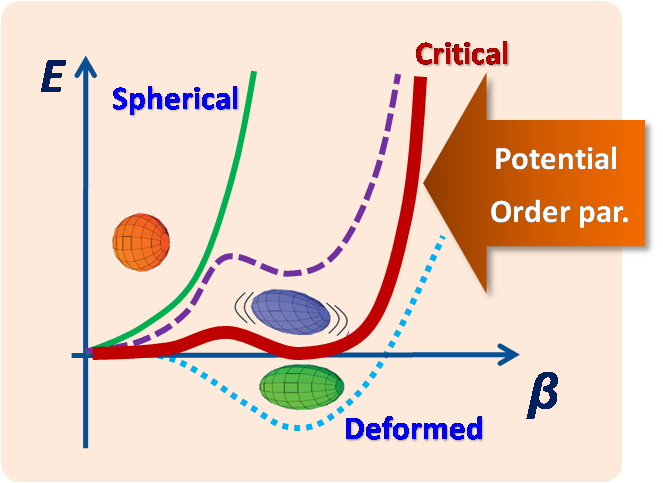 Critical
E
Spherical
Potential
Order par.
β
Deformed